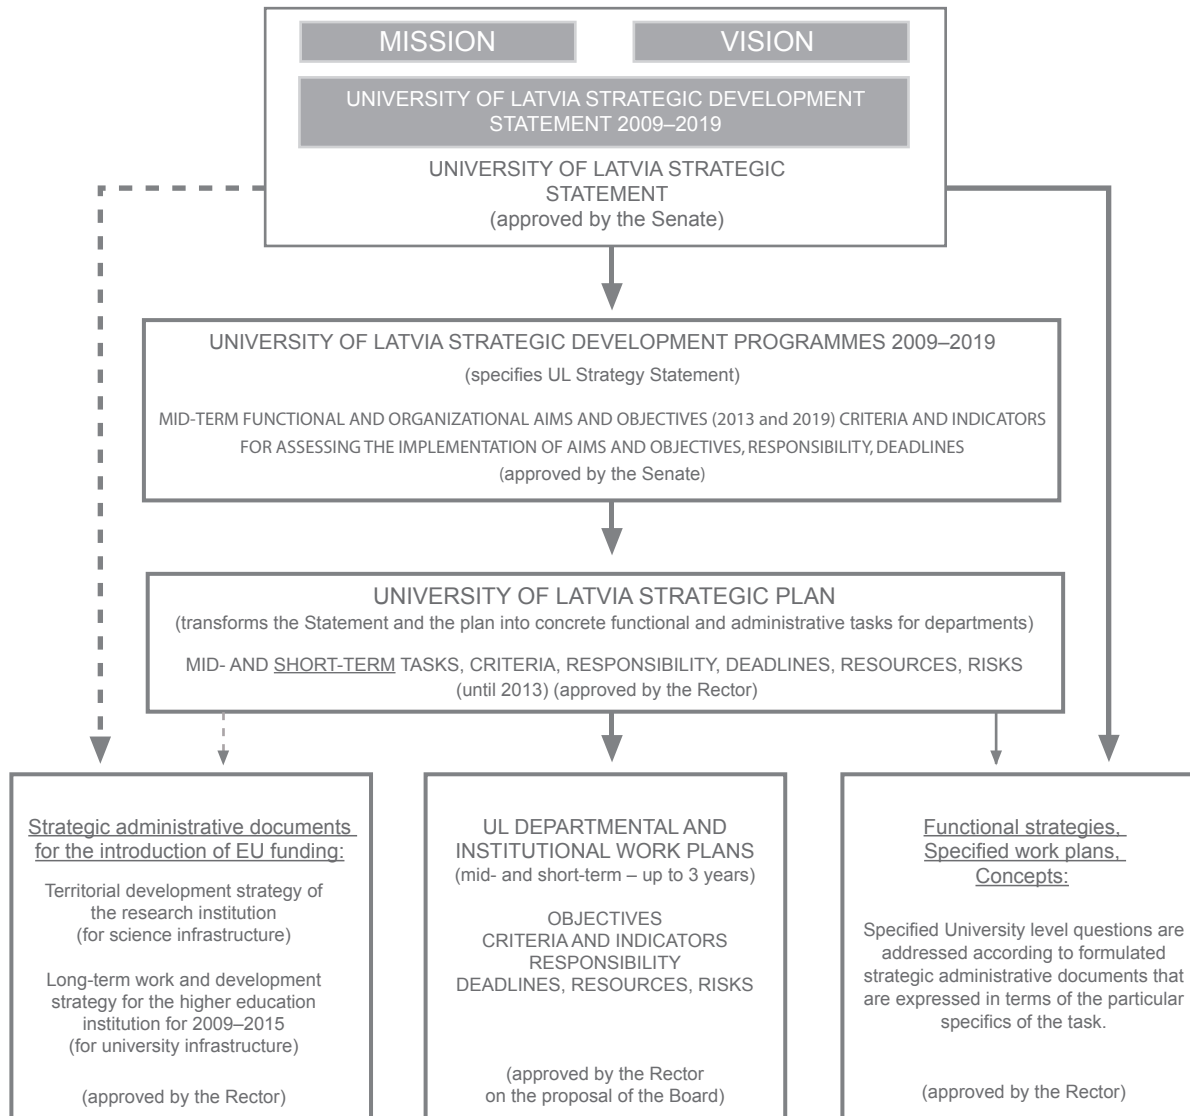 MISSION
VISION
UNIVERSITY OF LATVIA STRATEGIC DEVELOPMENT
STATEMENT 2009–2019
UNIVERSITY OF LATVIA STRATEGIC
STATEMENT
(approved by the Senate)
UNIVERSITY OF LATVIA STRATEGIC DEVELOPMENT PROGRAMMES 2009–2019
(specifies UL Strategy Statement)
MID-TERM FUNCTIONAL AND ORGANIZATIONAL AIMS AND OBJECTIVES (2013 and 2019) CRITERIA AND INDICATORS
FOR ASSESSING THE IMPLEMENTATION OF AIMS AND OBJECTIVES, RESPONSIBILITY, DEADLINES
(approved by the Senate)
UNIVERSITY OF LATVIA STRATEGIC PLAN
(transforms the Statement and the plan into concrete functional and administrative tasks for departments)
MID- AND SHORT-TERM TASKS, CRITERIA, RESPONSIBILITY, DEADLINES, RESOURCES, RISKS
(until 2013) (approved by the Rector)
Strategic administrative documents
for the introduction of EU funding:
Territorial development strategy of
the research institution
(for science infrastructure)
Long-term work and development
strategy for the higher education
institution for 2009–2015
(for university infrastructure)
(approved by the Rector)
UL DEPARTMENTAL AND
INSTITUTIONAL WORK PLANS
(mid- and short-term – up to 3 years)
OBJECTIVES
CRITERIA AND INDICATORS
RESPONSIBILITY
DEADLINES, RESOURCES, RISKS
(approved by the Rector
on the proposal of the Board)
Functional strategies,
Specified work plans,
Concepts:
Specified University level questions are
addressed according to formulated
strategic administrative documents that
are expressed in terms of the particular
specifics of the task.
(approved by the Rector)